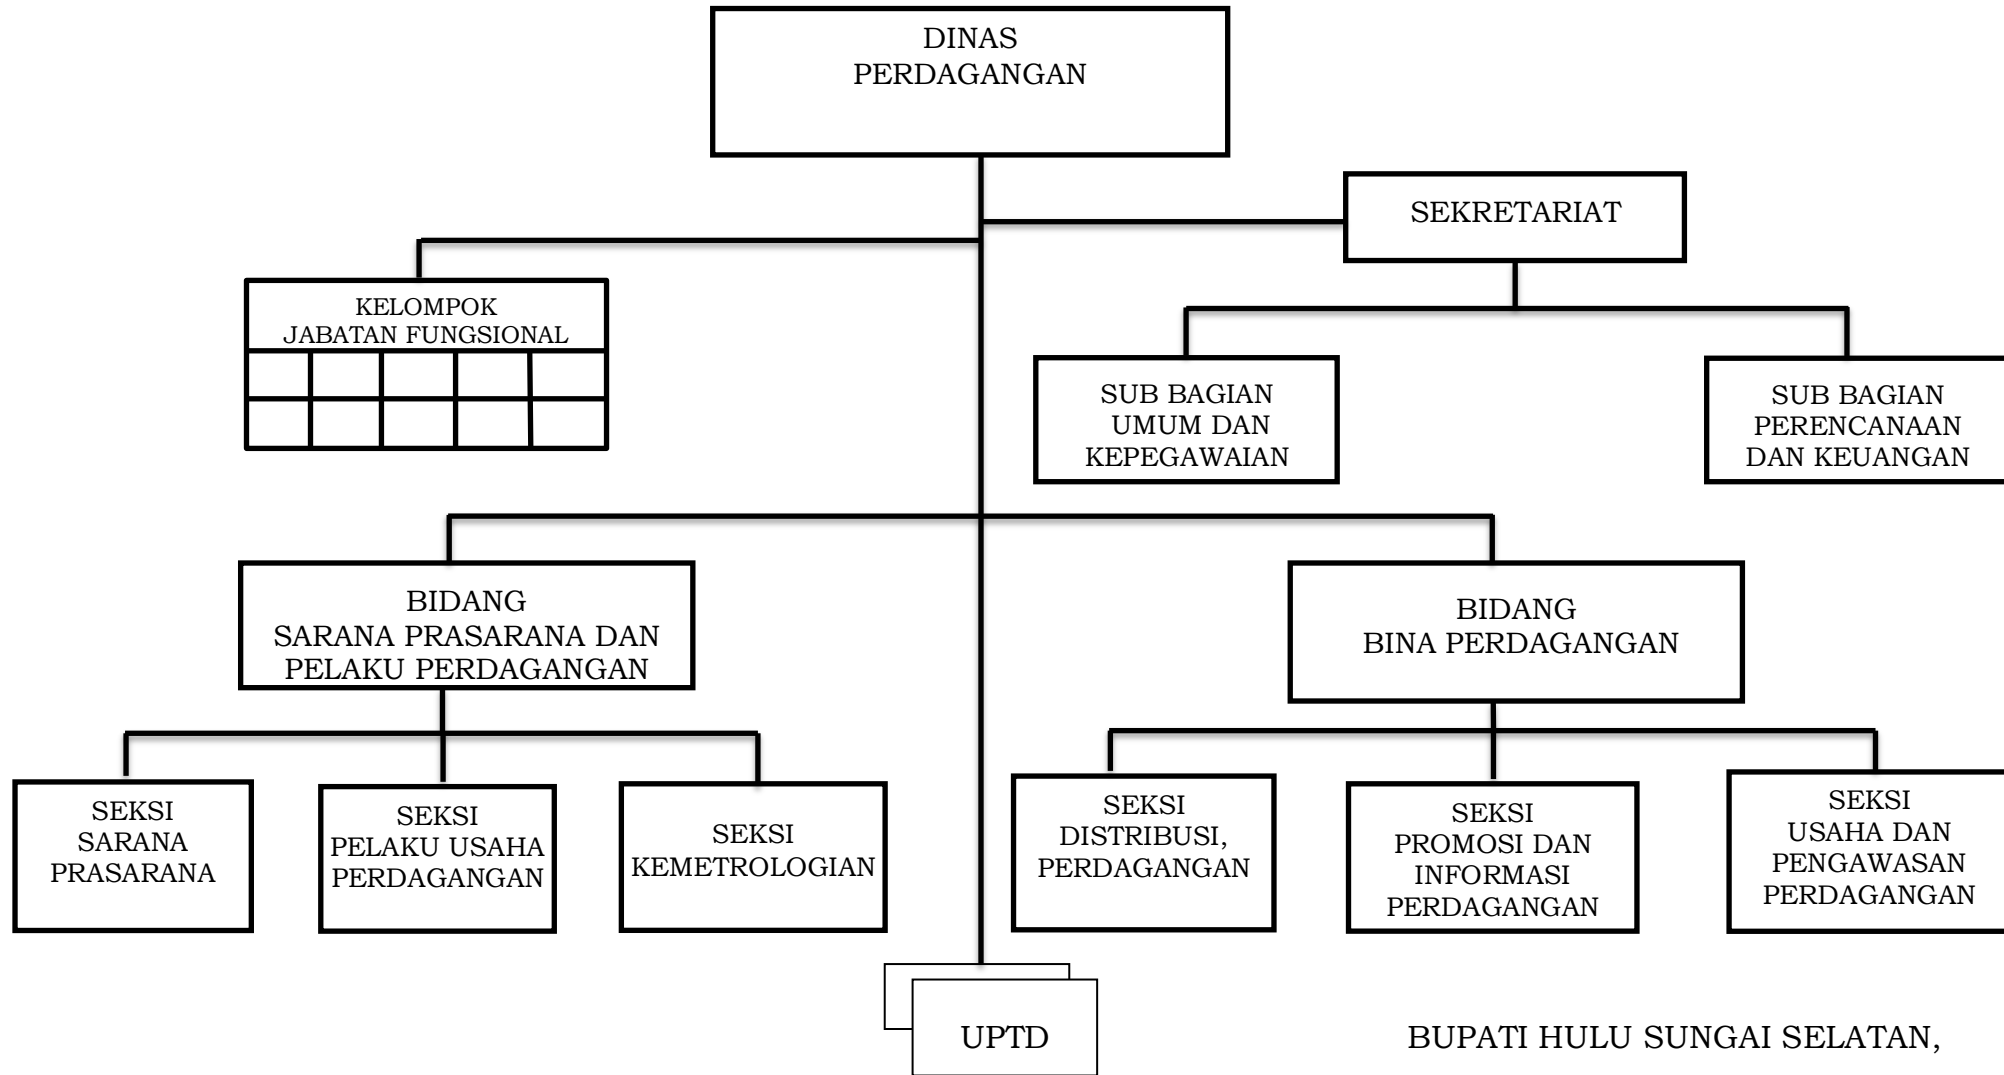 DINAS
PERDAGANGAN
SEKRETARIAT
KELOMPOK
JABATAN FUNGSIONAL
SUB BAGIAN
UMUM DAN
KEPEGAWAIAN
SUB BAGIAN
PERENCANAAN
DAN KEUANGAN
BIDANG
SARANA PRASARANA DAN
PELAKU PERDAGANGAN
BIDANG
BINA PERDAGANGAN
SEKSI
SARANA
PRASARANA
SEKSI
PELAKU USAHA
PERDAGANGAN
SEKSI
KEMETROLOGIAN
SEKSI
DISTRIBUSI,
PERDAGANGAN
SEKSI
PROMOSI DAN
INFORMASI
PERDAGANGAN
SEKSI
USAHA DAN
PENGAWASAN
PERDAGANGAN
UPTD
BUPATI HULU SUNGAI SELATAN,